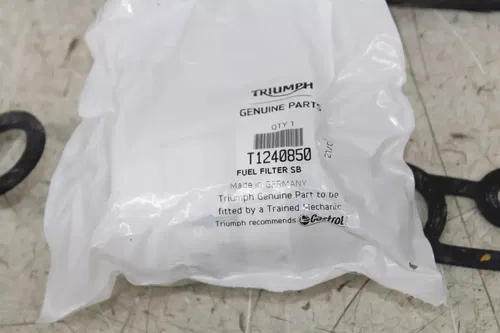 TRIUMPH
GENUINE PARTS
QTY 1
T1240850
FUEL FILTER SB
Made in GERMANY
Triumph Genuine Part to be
fitted by a Trained Mechanic
Triumph recommends Castrol